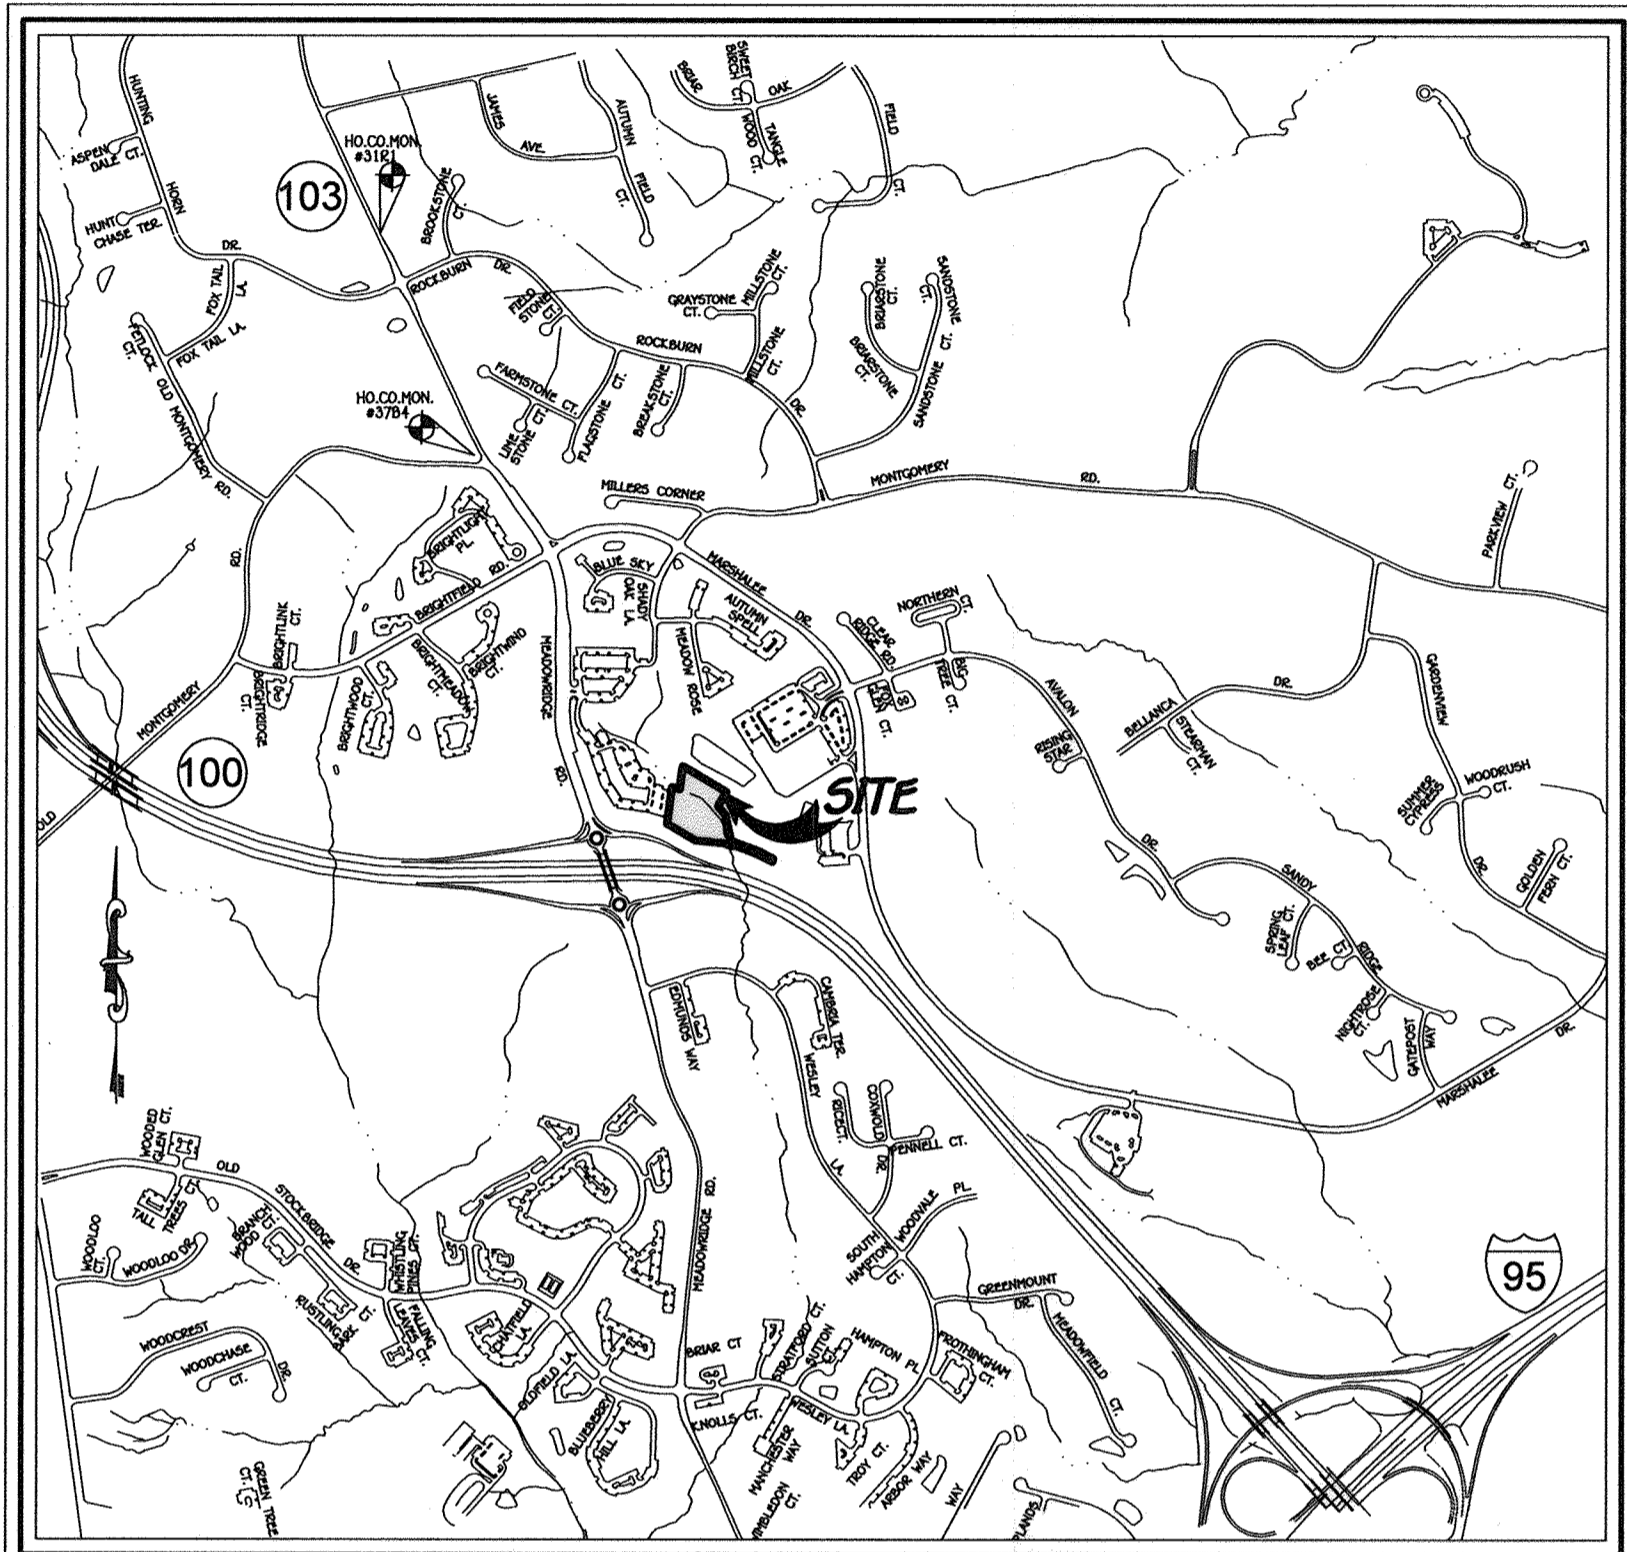 HUNTING
ASPEN
DALE CT.
HORN
HUNT
CHASE TER.
DR.
FOX TAIL
LA.
FOX TAIL LA.
FETLOCK
CT.
OLD MONTGOMERY
RD.
103
HO.CO.MON.
#31R1
BROOKSTONE
CT.
JAMES
AVE.
AUTUMN
FIELD
CT.
BRIAR
SWEET
BIRCH CT.
OAK
WOOD CT.
TANGLE
FIELD
CT.
ROCKBURN
DR.
FIELD
STONE
CT.
GRAYSTONE
CT.
MILLSTONE
CT.
MILLSTONE
CT.
ROCKBURN
DR.
BRIARSTONE
CT.
BRIARSTONE
CT.
SANDSTONE
CT.
SANDSTONE CT.
HO.CO.MON.
#37B4
FARMSTONE CT.
LIME
STONE CT.
FLAGSTONE
CT.
BREAKSTONE
CT.
MILLERS CORNER
MONTGOMERY
RD.
PARKVIEW CT.
RD.
BRIGHTLIGHT
PL.
BRIGHTFIELD RD.
BRIGHTLINK
CT.
BRIGHTRIDGE
CT.
BRIGHTWOOD
CT.
BRIGHTMEADOW
CT.
BRIGHTWIND
CT.
MONTGOMERY
OLD
100
MEADOWRIDGE
RD.
BLUE SKY
SHADY
OAK LA.
MARSHALEE
DR.
AUTUMN
SPELL
MEADOW ROSE
CLEAR
RIDGE RD.
NORTHERN
CT.
FOX
GLEN CT.
BIG
TREE CT.
AVALON
DR.
RISING
STAR
BELLANCA
DR.
STEARMAN
CT.
GARDENVIEW
DR.
SUMMER
CYPRESS
WOODRUSH
CT.
GOLDEN
FERN CT.
SITE
SANDY
RIDGE
SPRING
LEAF CT.
BEE CT.
NIGHTROSE
CT.
GATEPOST
WAY
MARSHALEE
DR.
EDMUNDS WAY
CAMBRIA TER.
WESLEY
LA.
RICE CT.
COXWOLD
DR.
PENNELL CT.
WOODVALE PL.
SOUTH
HAMPTON
CT.
GREENMOUNT
DR.
MEADOWFIELD
CT.
95
WOODED
GLEN CT.
OLD
STOCKBRIDGE
DR.
TALL
TREES CT.
WOODLOO
CT.
WOODLOO DR.
BRANCH
WOOD CT.
WHISTLING
PINES CT.
RUSTLING
BARK CT.
FALLING
LEAVES CT.
WOODCREST
DR.
WOODCHASE
CT.
CHATFIELD
LA.
OLDFIELD LA.
BLUEBERRY
HILL LA.
MEADOWRIDGE RD.
BRIAR CT
KNOLLS CT.
STRATFORD CT.
SUTTON
CT.
HAMPTON PL
FROTHINGHAM
CT.
WESLEY LA.
MANCHESTER
WAY
TROY CT.
ARBOR WAY
WAY
GREEN TREE
CT.